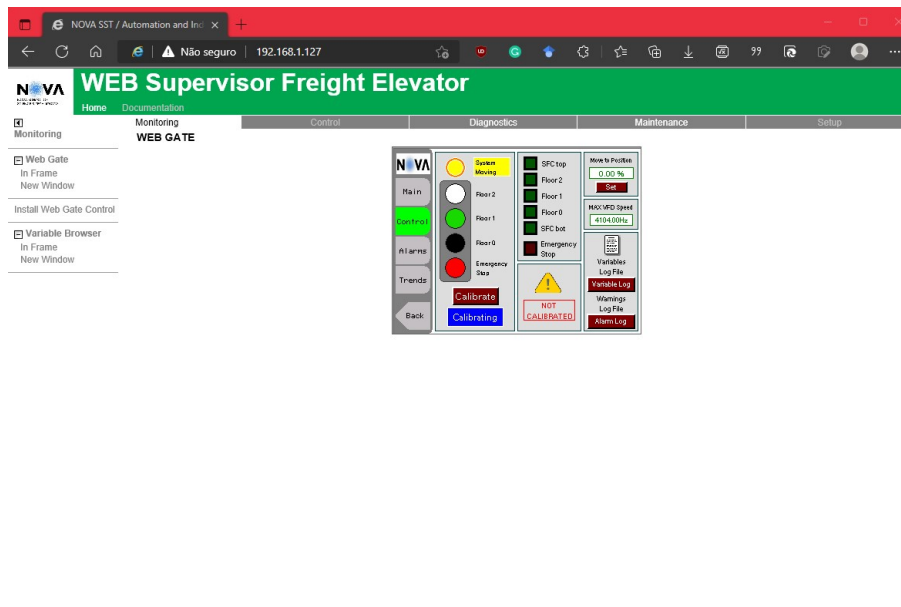 NOVA SST / Automation and Ind
Não seguro
192.168.1.127
NOVA
WEB Supervisor Freight Elevator
Home Documentation
Monitoring Control Diagnostics Maintenance Setup
WEB GATE
Monitoring
Web Gate
In Frame
New Window
Install Web Gate Control
Variable Browser
In Frame
New Window
NOVA
Main
Control
Alarms
Trends
Back
System
Moving
Floor 2
Floor 1
Floor 0
Emergency
Stop
Calibrate
Calibrating
SFC top
Floor 2
Floor 1
Floor 0
SFC bot
Emergency
Stop
NOT
CALIBRATED
Move to Position
0.00 %
Set
MAX VFD Speed
4104.00Hz
Variables
Log File
Variable Log
Warnings
Log File
Alarm Log